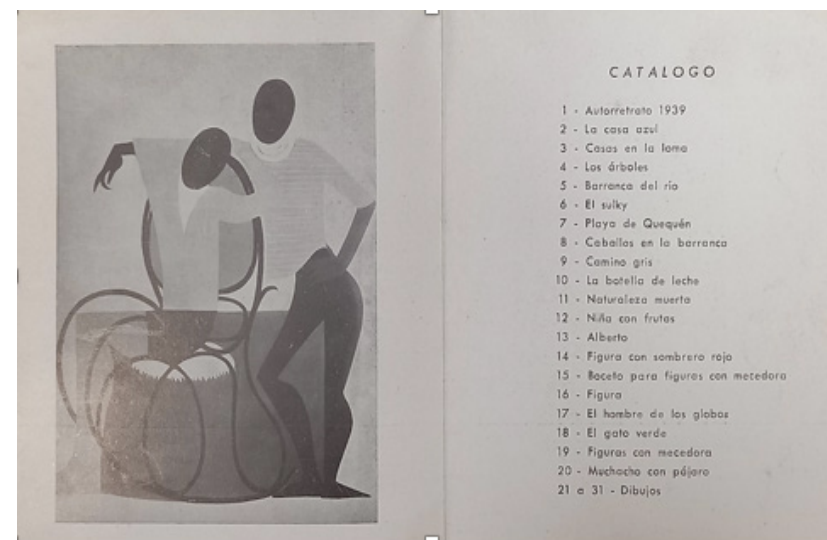 CATALOGO
1 - Autorretrato 1939
2 - La casa azul
3 - Casas en la loma
4 - Los árboles
5 - Barranca del río
6 - El sulky
7 - Playa de Quequén
8 - Caballos en la barranca
9 - Camino gris
10 - La botella de leche
11 - Naturaleza muerta
12 - Niña con frutas
13 - Alberto
14 - Figura con sombrero rojo
15 - Boceto para figuras con mecedora
16 - Figura
17 - El hombre de los globos
18 - El gato verde
19 - Figuras con mecedora
20 - Muchacho con pájaro
21 a 31 - Dibujos